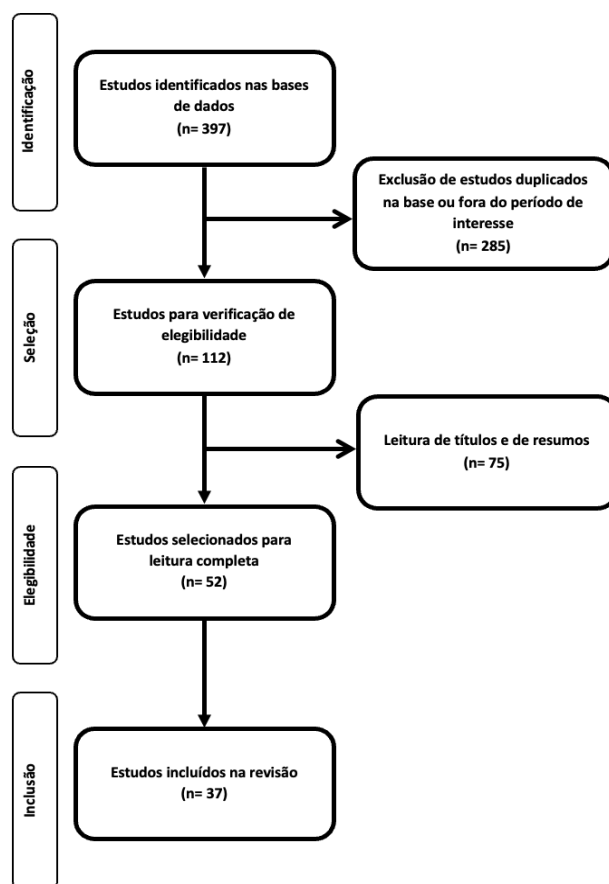 Identificação
Estudos identificados nas bases
de dados
(n= 397)
Exclusão de estudos duplicados
na base ou fora do período de
interesse
(n= 285)
Seleção
Estudos para verificação de
elegibilidade
(n= 112)
Leitura de títulos e de resumos
(n= 75)
Elegibilidade
Estudos selecionados para
leitura completa
(n= 52)
Inclusão
Estudos incluídos na revisão
(n= 37)